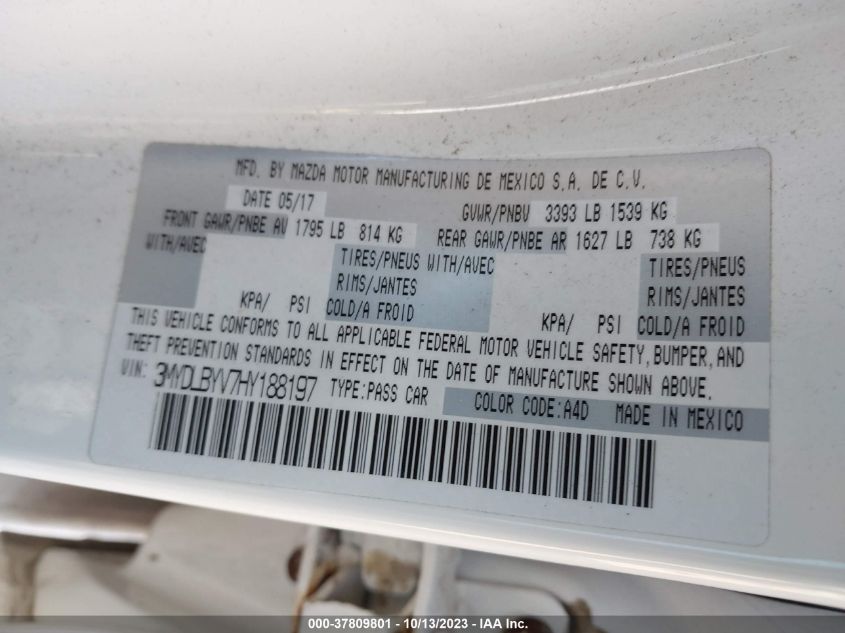 MFD. BY MAZDA MOTOR MANUFACTURING DE MEXICO S.A. DE C.V.
DATE 05/17 GVWR/PNBV 3393 LB 1539 KG
FRONT GAWR/PNBE AV 1795 LB 814 KG REAR GAWR/PNBE AR 1627 LB 738 KG
WITH/AVEC TIRES/PNEUS WITH/AVEC TIRES/PNEUS
RIMS/JANTES RIMS/JANTES
KPA/ PSI COLD/A FROID KPA/ PSI COLD/A FROID
THIS VEHICLE CONFORMS TO ALL APPLICABLE FEDERAL MOTOR VEHICLE SAFETY, BUMPER, AND
THEFT PREVENTION STANDARDS IN EFFECT ON THE DATE OF MANUFACTURE SHOWN ABOVE.
VIN: 3MYDLBYV7HY188197 TYPE:PASS CAR COLOR CODE:A4D MADE IN MEXICO
000-37809801 - 10/13/2023 - IAA Inc.